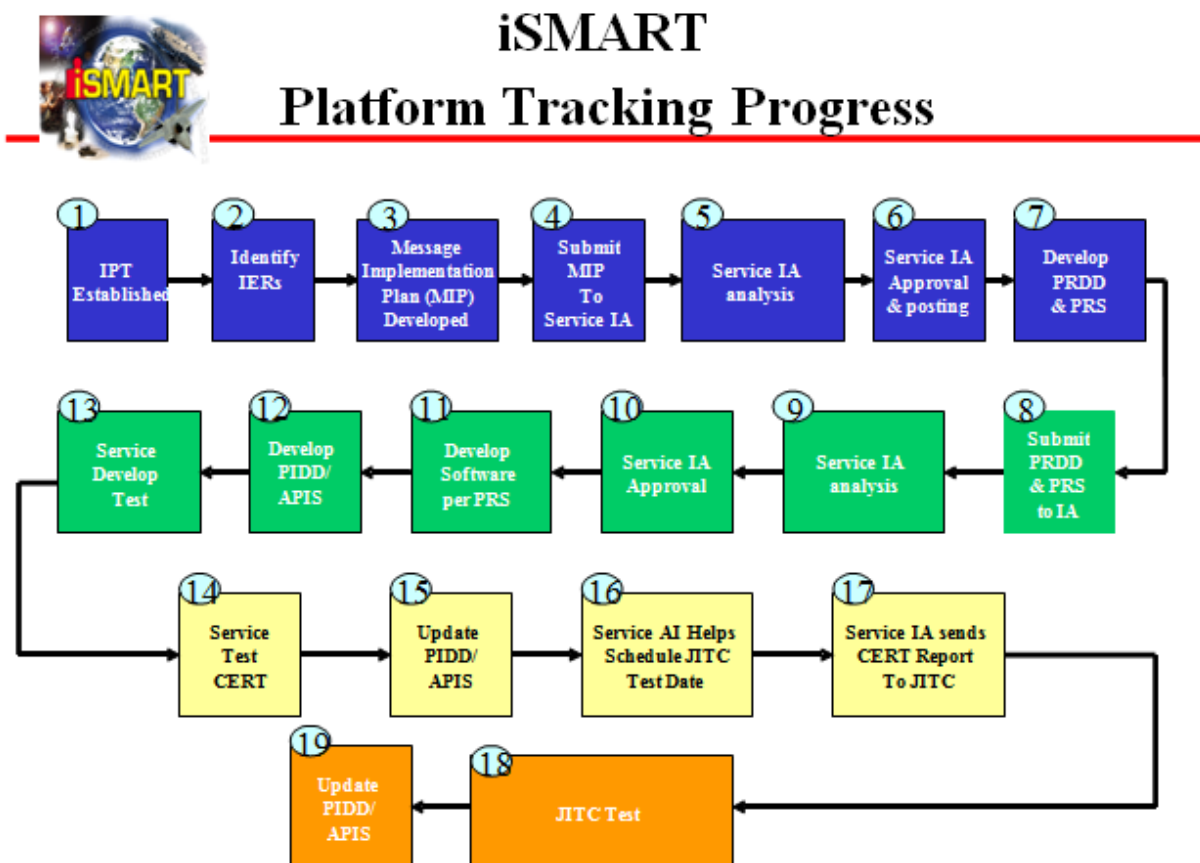 iSMART
iSMART
Platform Tracking Progress
1
IPT
Established
2
Identify
IERs
3
Message
Implementation
Plan (MIP)
Developed
4
Submit
MIP
To
Service IA
5
Service IA
analysis
6
Service IA
Approval
& posting
7
Develop
PRDD
& PRS
8
Submit
PRDD
& PRS
to IA
9
Service IA
analysis
10
Service IA
Approval
11
Develop
Software
per PRS
12
Develop
PIDD/
APIS
13
Service
Develop
Test
14
Service
Test
CERT
15
Update
PIDD/
APIS
16
Service AI Helps
Schedule JITC
Test Date
17
Service IA sends
CERT Report
To JITC
18
JITC Test
19
Update
PIDD/
APIS